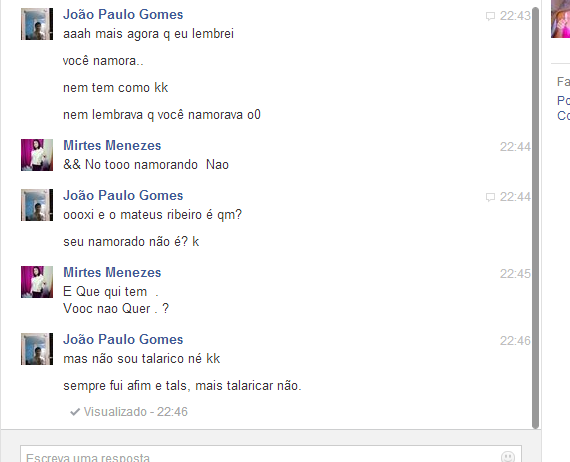 João Paulo Gomes 22:43
aaah mais agora q eu lembrei
você namora..
nem tem como kk
nem lembrava q você namorava o0
Mirtes Menezes 22:44
&& No tooo namorando Nao
João Paulo Gomes 22:44
oooxi e o mateus ribeiro é qm?
seu namorado não é? k
Mirtes Menezes 22:45
E Que qui tem .
Vooc nao Quer . ?
João Paulo Gomes 22:46
mas não sou talarico né kk
sempre fui afim e tals, mais talaricar não.
Visualizado - 22:46
Escreva uma resposta
Fa
Po
Co